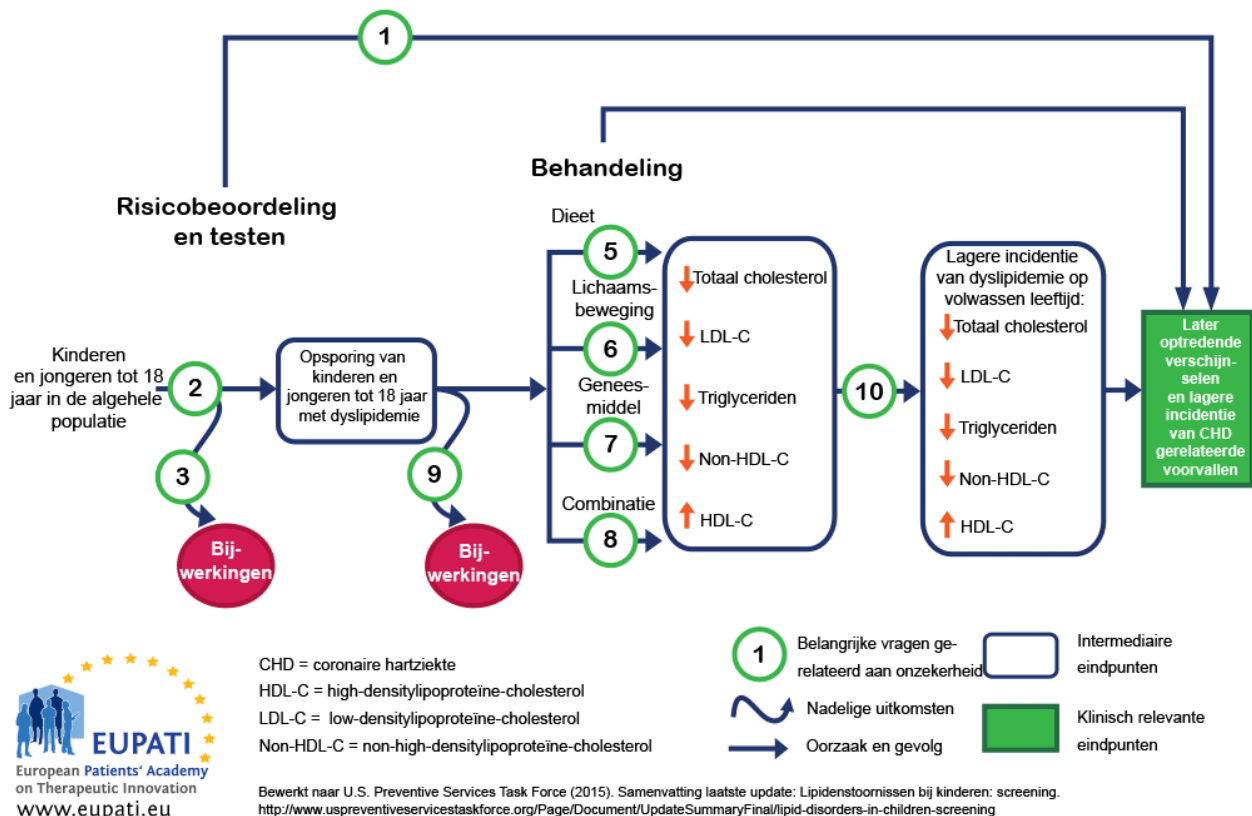 1
Behandeling
Risicobeoordeling
en testen
Kinderen
en jongeren tot 18
jaar in de algehele
populatie
2
3
Bij-
werkingen
Opsporing van
kinderen en
jongeren tot 18 jaar
met dyslipidemie
9
Bij-
werkingen
Dieet
5
Lichaams-
beweging
6
Genees-
middel
7
Combinatie
8
Totaal cholesterol
LDL-C
Triglyceriden
Non-HDL-C
HDL-C
10
Lagere incidentie
van dyslipidemie op
volwassen leeftijd:
Totaal cholesterol
LDL-C
Triglyceriden
Non-HDL-C
HDL-C
Later
optredende
verschijn-
selen
en lagere
incidentie
van CHD
gerelateerde
voorvallen
EUPATI
European Patients' Academy
on Therapeutic Innovation
www.eupati.eu
CHD = coronaire hartziekte
HDL-C = high-densitylipoproteïne-cholesterol
LDL-C = low-densitylipoproteïne-cholesterol
Non-HDL-C = non-high-densitylipoproteïne-cholesterol
1
Belangrijke vragen ge-
relateerd aan onzekerheid
Nadelige uitkomsten
Oorzaak en gevolg
Intermediaire
eindpunten
Klinisch relevante
eindpunten
Bewerkt naar U.S. Preventive Services Task Force (2015). Samenvatting laatste update: Lipidenstoornissen bij kinderen: screening.
http://www.uspreventiveservicestaskforce.org/Page/Document/UpdateSummaryFinal/lipid-disorders-in-children-screening